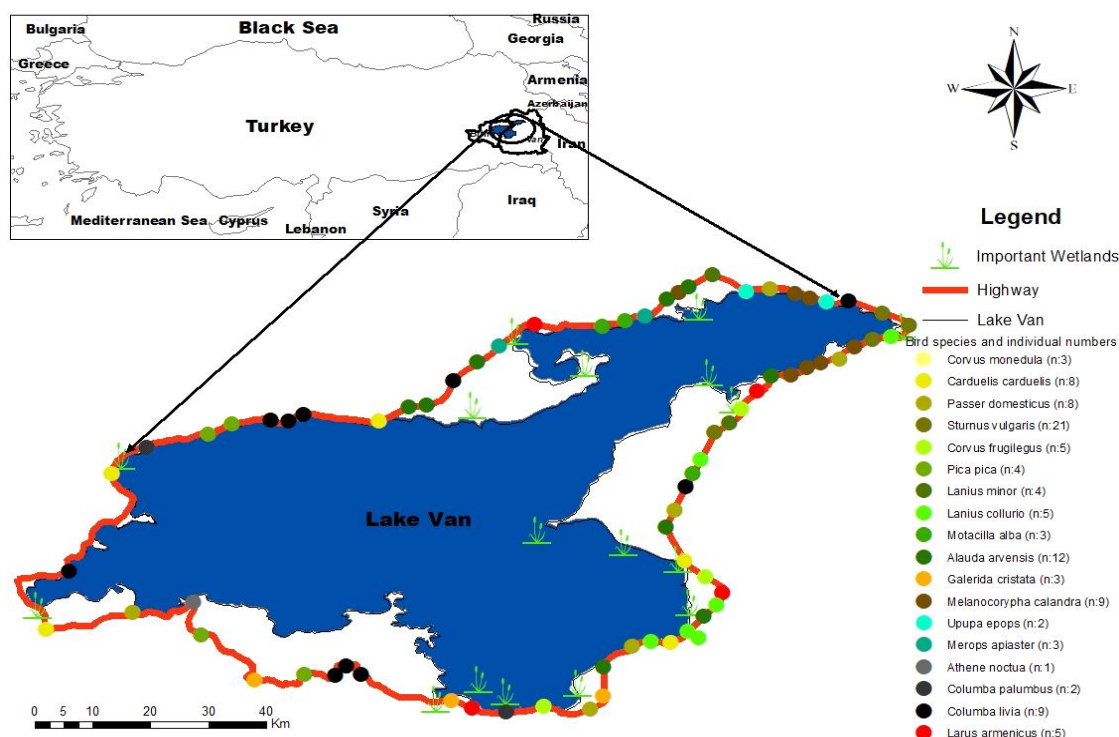 Bulgaria
Black Sea
Russia
Georgia
Greece
Armenia
Azerbaijan
Turkey
Van
Iran
Mediterranean Sea
Cyprus
Syria
Iraq
Lebanon
N
W
E
S
Legend
Important Wetlands
Highway
Lake Van
Bird species and individual numbers
Corvus monedula (n:3)
Carduelis carduelis (n:8)
Passer domesticus (n:8)
Sturnus vulgaris (n:21)
Corvus frugilegus (n:5)
Pica pica (n:4)
Lanius minor (n:4)
Lanius collurio (n:5)
Motacilla alba (n:3)
Alauda arvensis (n:12)
Galerida cristata (n:3)
Melanocorypha calandra (n:9)
Upupa epops (n:2)
Merops apiaster (n:3)
Athene noctua (n:1)
Columba palumbus (n:2)
Columba livia (n:9)
Larus armenicus (n:5)
Lake Van
0 5 10 20 30 40
Km